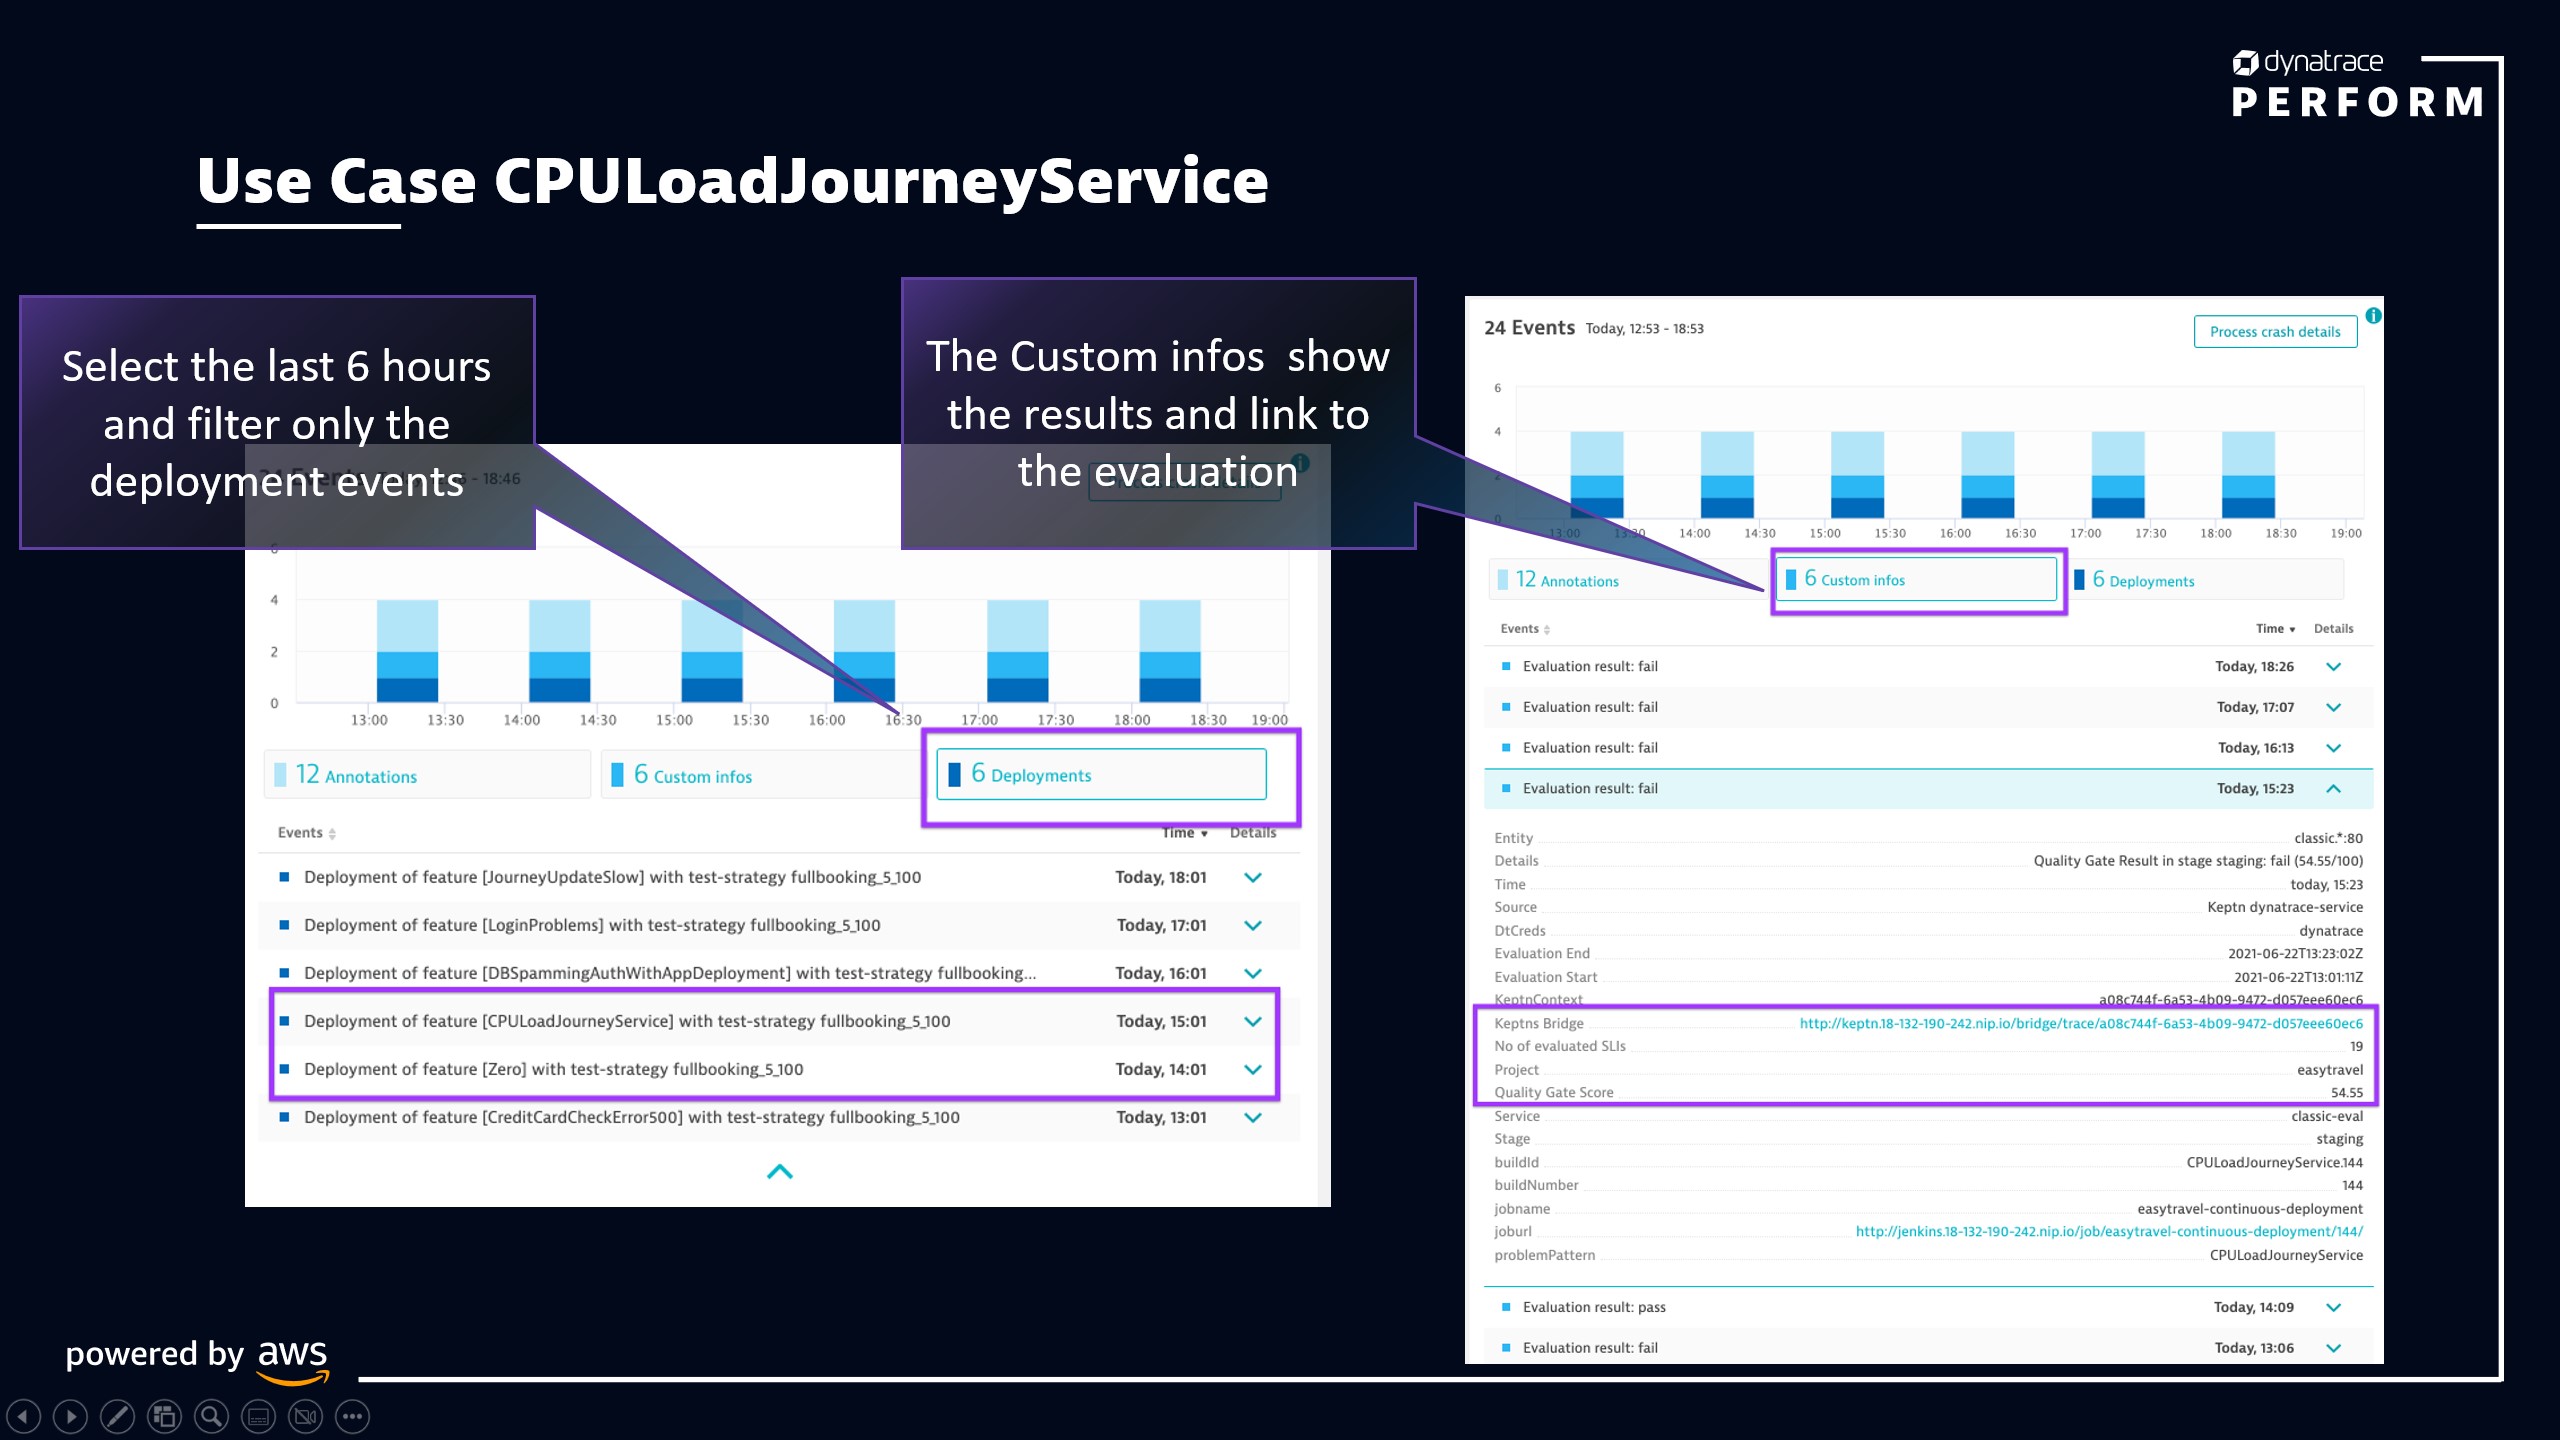 dynatrace
PERFORM
Use Case CPULoadJourneyService
Select the last 6 hours
and filter only the
deployment events
The Custom infos show
the results and link to
the evaluation
- 18:46
6
4
2
0
13:00 13:30 14:00 14:30 15:00 15:30 16:00 16:30 17:00 17:30 18:00 18:30 19:00
12 Annotations
6 Custom infos
6 Deployments
Events Time Details
Deployment of feature [JourneyUpdateSlow] with test-strategy fullbooking_5_100 Today, 18:01
Deployment of feature [LoginProblems] with test-strategy fullbooking_5_100 Today, 17:01
Deployment of feature [DBSpammingAuthWithAppDeployment] with test-strategy fullbooking... Today, 16:01
Deployment of feature [CPULoadJourneyService] with test-strategy fullbooking_5_100 Today, 15:01
Deployment of feature [Zero] with test-strategy fullbooking_5_100 Today, 14:01
Deployment of feature [CreditCardCheckError500] with test-strategy fullbooking_5_100 Today, 13:01
24 Events Today, 12:53 - 18:53
Process crash details
6
4
2
0
13:00 13:30 14:00 14:30 15:00 15:30 16:00 16:30 17:00 17:30 18:00 18:30 19:00
12 Annotations
6 Custom infos
6 Deployments
Events Time Details
Evaluation result: fail Today, 18:26
Evaluation result: fail Today, 17:07
Evaluation result: fail Today, 16:13
Evaluation result: fail Today, 15:23
Entity classic.*:80
Details Quality Gate Result in stage staging: fail (54.55/100)
Time today, 15:23
Source Keptn dynatrace-service
DtCreds dynatrace
Evaluation End 2021-06-22T13:23:02Z
Evaluation Start 2021-06-22T13:01:11Z
KeptnContext a08c744f-6a53-4b09-9472-d057eee60ec6
Keptns Bridge http://keptn.18-132-190-242.nip.io/bridge/trace/a08c744f-6a53-4b09-9472-d057eee60ec6
No of evaluated SLIs 19
Project easytravel
Quality Gate Score 54.55
Service classic-eval
Stage staging
buildId CPULoadJourneyService.144
buildNumber 144
jobname easytravel-continuous-deployment
joburl http://jenkins.18-132-190-242.nip.io/job/easytravel-continuous-deployment/144/
problemPattern CPULoadJourneyService
Evaluation result: pass Today, 14:09
Evaluation result: fail Today, 13:06
powered by aws